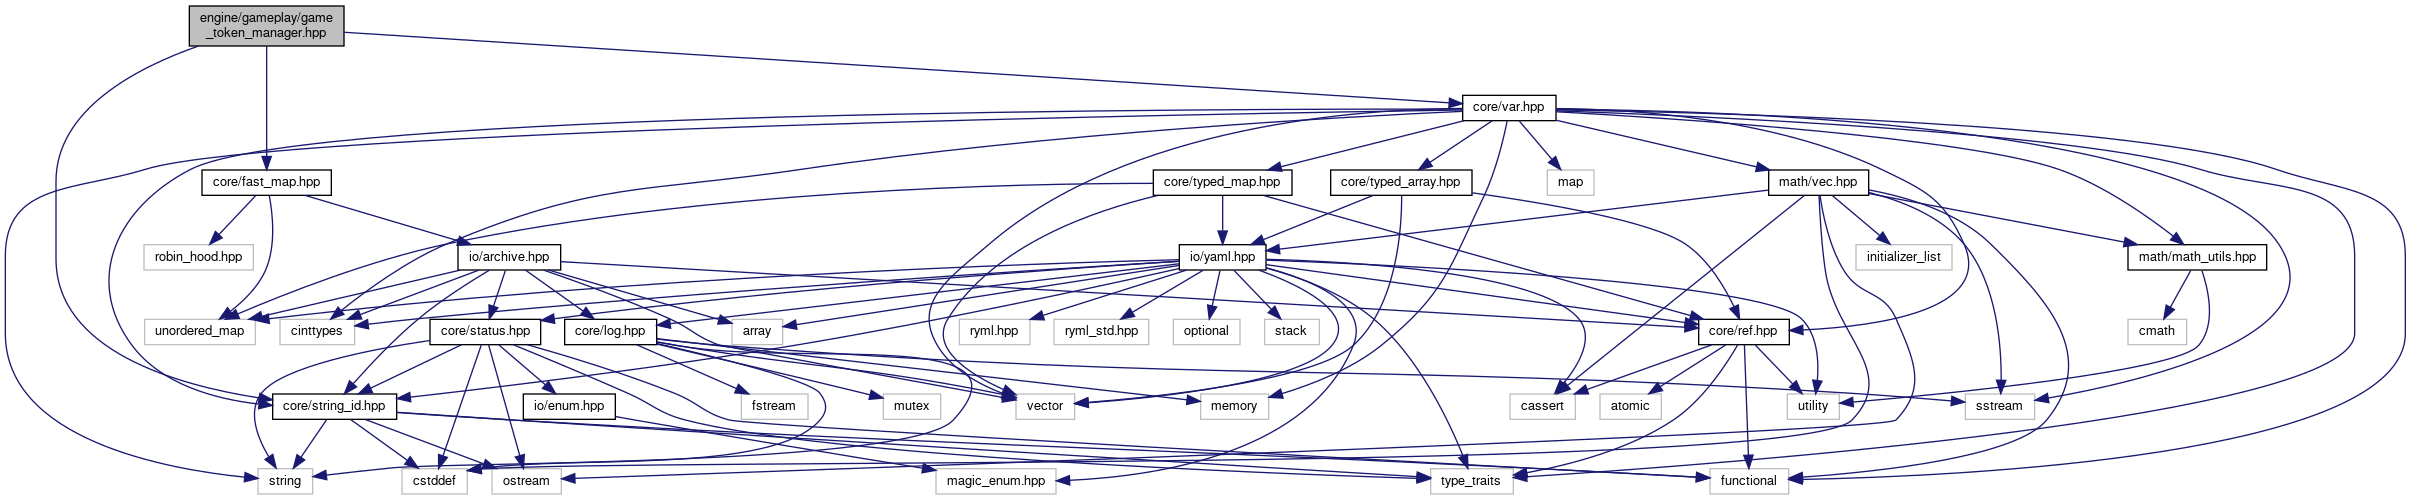 engine/gameplay/game
_token_manager.hpp
core/var.hpp
core/fast_map.hpp
core/typed_map.hpp
core/typed_array.hpp
map
math/vec.hpp
robin_hood.hpp
io/archive.hpp
io/yaml.hpp
initializer_list
math/math_utils.hpp
unordered_map
cinttypes
core/status.hpp
core/log.hpp
array
ryml.hpp
ryml_std.hpp
optional
stack
core/ref.hpp
cmath
core/string_id.hpp
io/enum.hpp
fstream
mutex
vector
memory
cassert
atomic
utility
sstream
string
cstddef
ostream
magic_enum.hpp
type_traits
functional